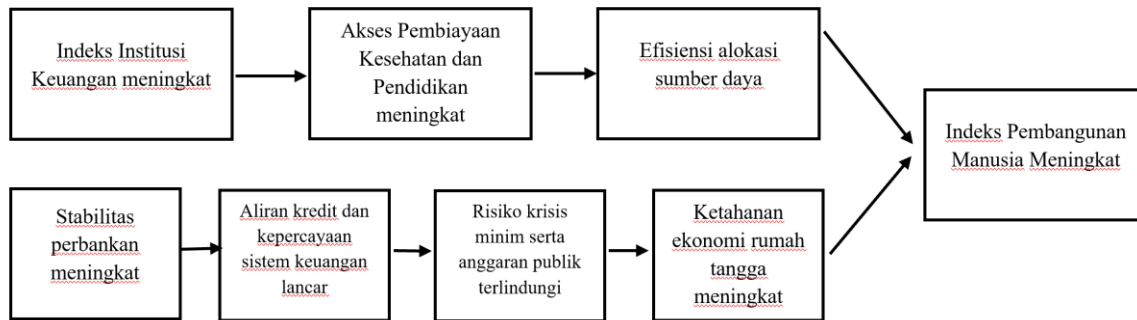 Indeks Institusi
Keuangan meningkat
Akses Pembiayaan
Kesehatan dan
Pendidikan
meningkat
Efisiensi alokasi
sumber daya
Indeks Pembangunan
Manusia Meningkat
Stabilitas
perbankan
meningkat
Aliran kredit dan
kepercayaan
sistem keuangan
lancar
Risiko krisis
minim serta
anggaran publik
terlindungi
Ketahanan
ekonomi rumah
tangga
meningkat